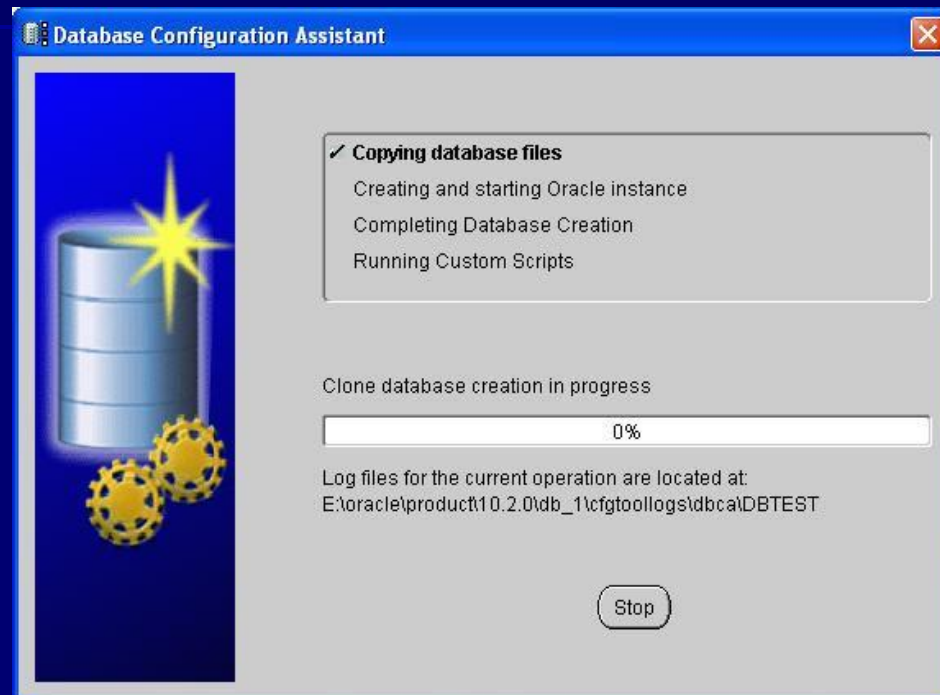 Database Configuration Assistant
✓ Copying database files
Creating and starting Oracle instance
Completing Database Creation
Running Custom Scripts
Clone database creation in progress
0%
Log files for the current operation are located at:
E:\oracle\product\10.2.0\db_1\cfgtoollogs\dbca\DBTEST
Stop